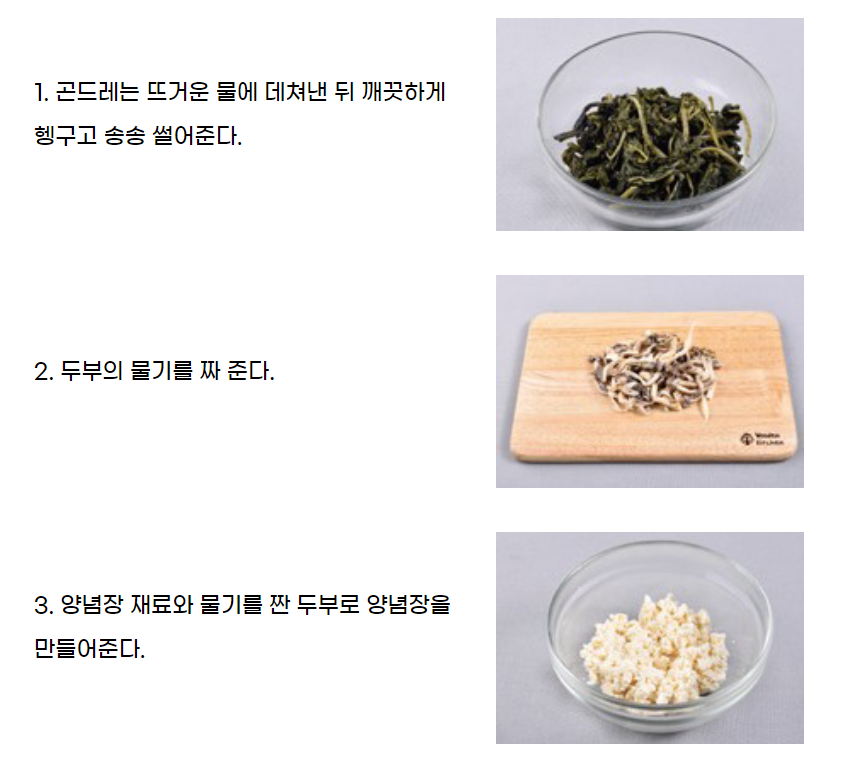 1. 곤드레는 뜨거운 물에 데쳐낸 뒤 깨끗하게
헹구고 송송 썰어준다.
2. 두부의 물기를 짜 준다.
3. 양념장 재료와 물기를 짠 두부로 양념장을
만들어준다.